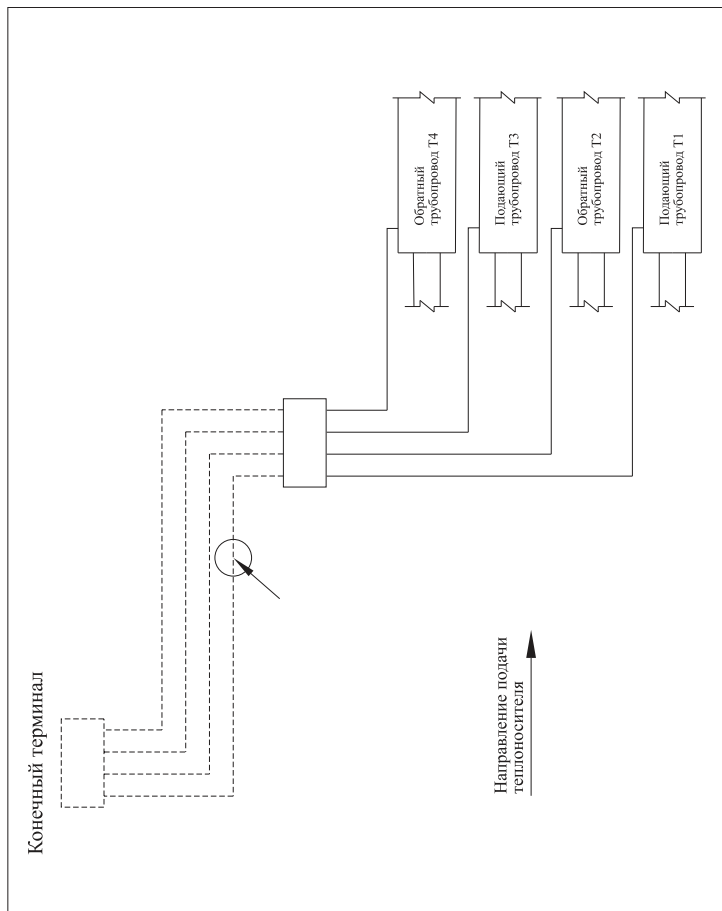 Конечный терминал
Обратный
трубопровод Т4
Подающий
трубопровод Т3
Обратный
трубопровод Т2
Подающий
трубопровод Т1
Направление подачи
теплоносителя